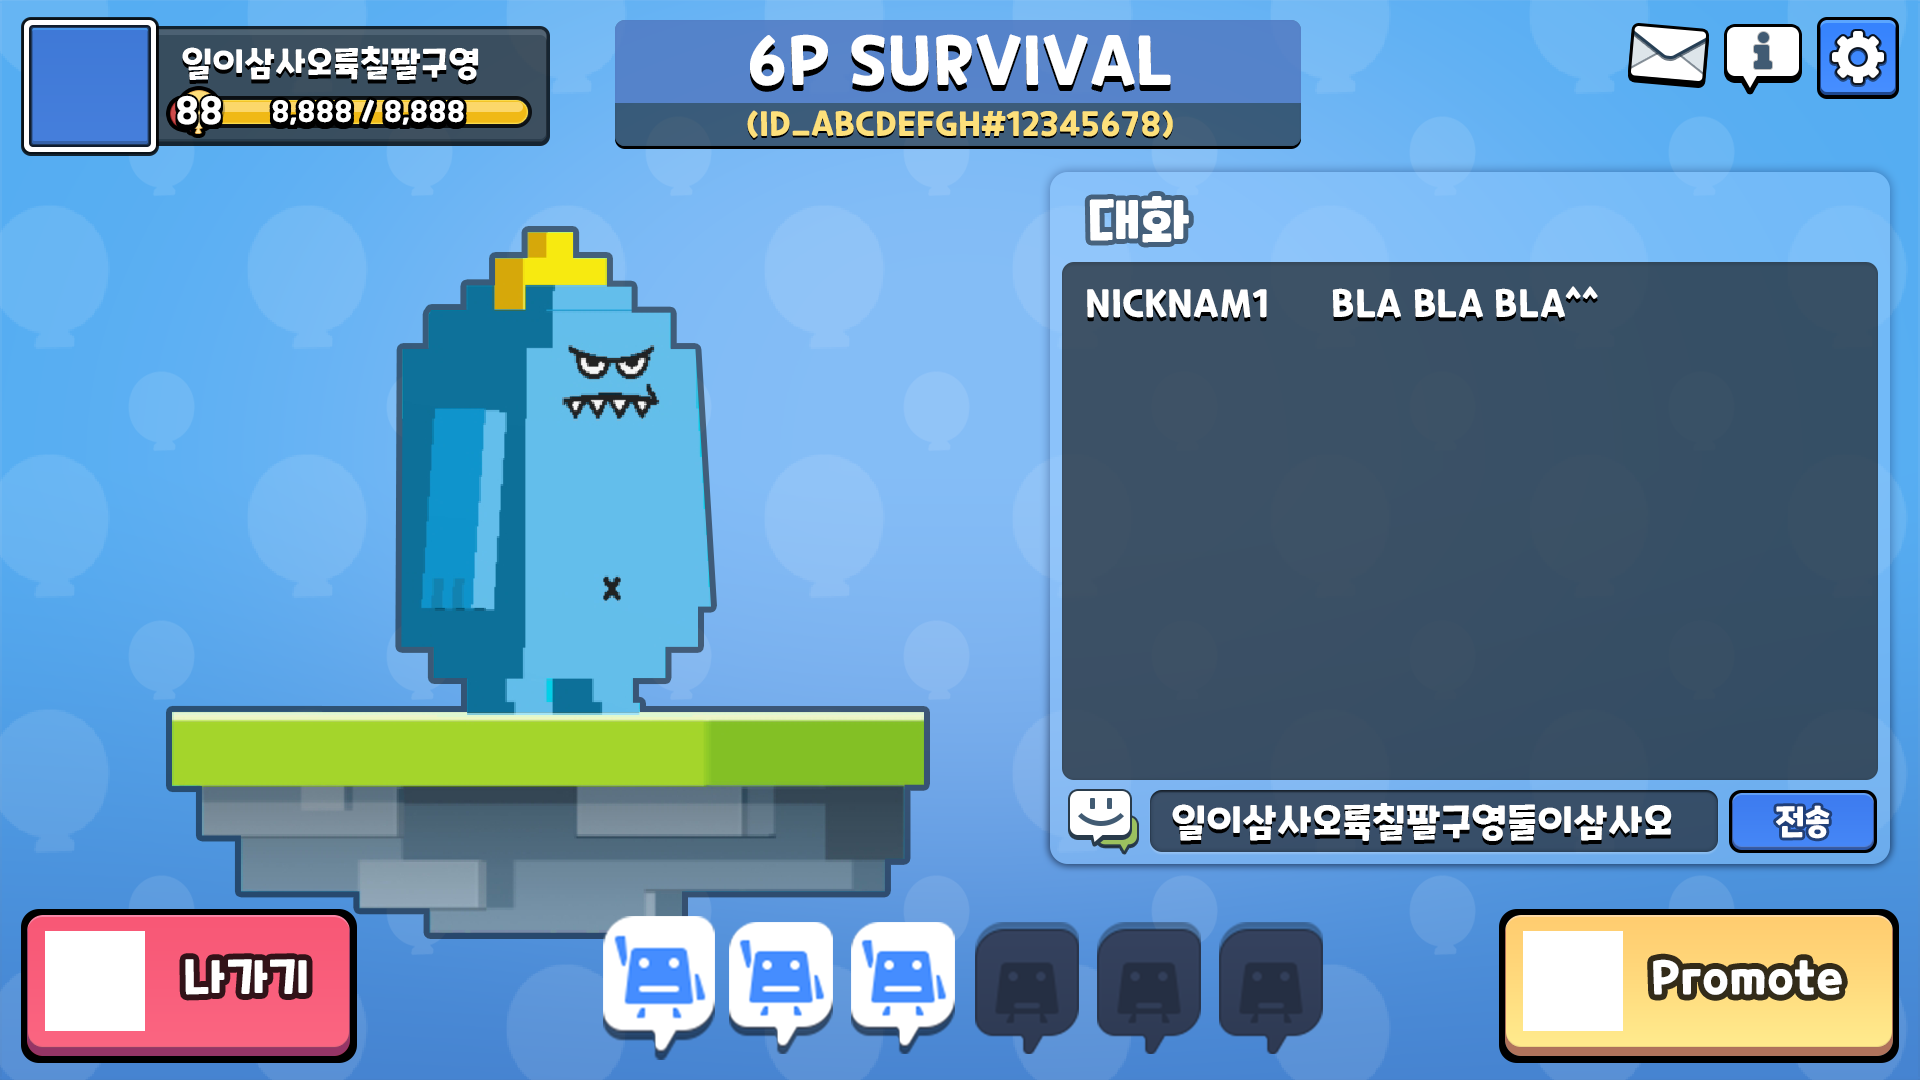 일이삼사오륙칠팔구영
88
8,888 / 8,888
6P SURVIVAL
(ID_ABCDEFGH#12345678)
대화
NICKNAM1 BLA BLA BLA^^
일이삼사오륙칠팔구영둘이삼사오
전송
나가기
Promote